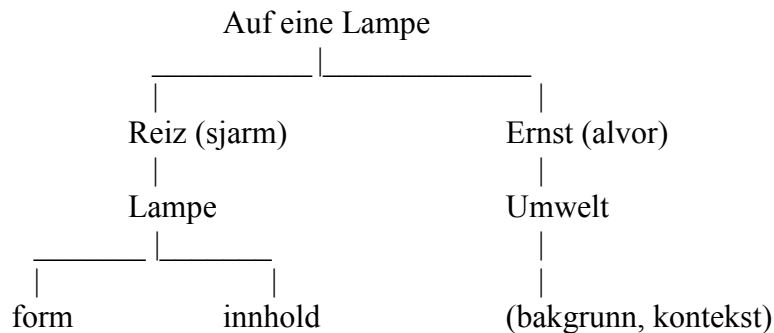 Auf eine Lampe
Reiz (sjarm) Ernst (alvor)
Lampe Umwelt
form innhold (bakgrunn, kontekst)